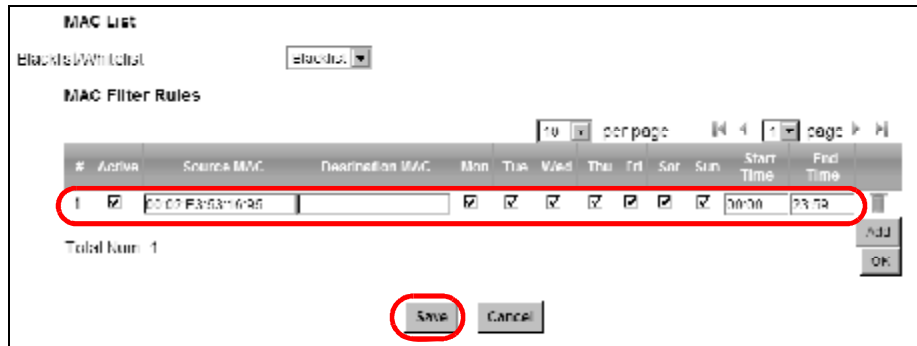 MAC List
Blacklist/Whitelist Blacklist
MAC Filter Rules
10 per page 1 page
# Active Source MAC Destination MAC Mon Tue Wed Thu Fri Sat Sun Start Time End Time
1 00:02:E3:53:16:95 00:00 23:59
Add
Total Num: 1
OK
Save Cancel